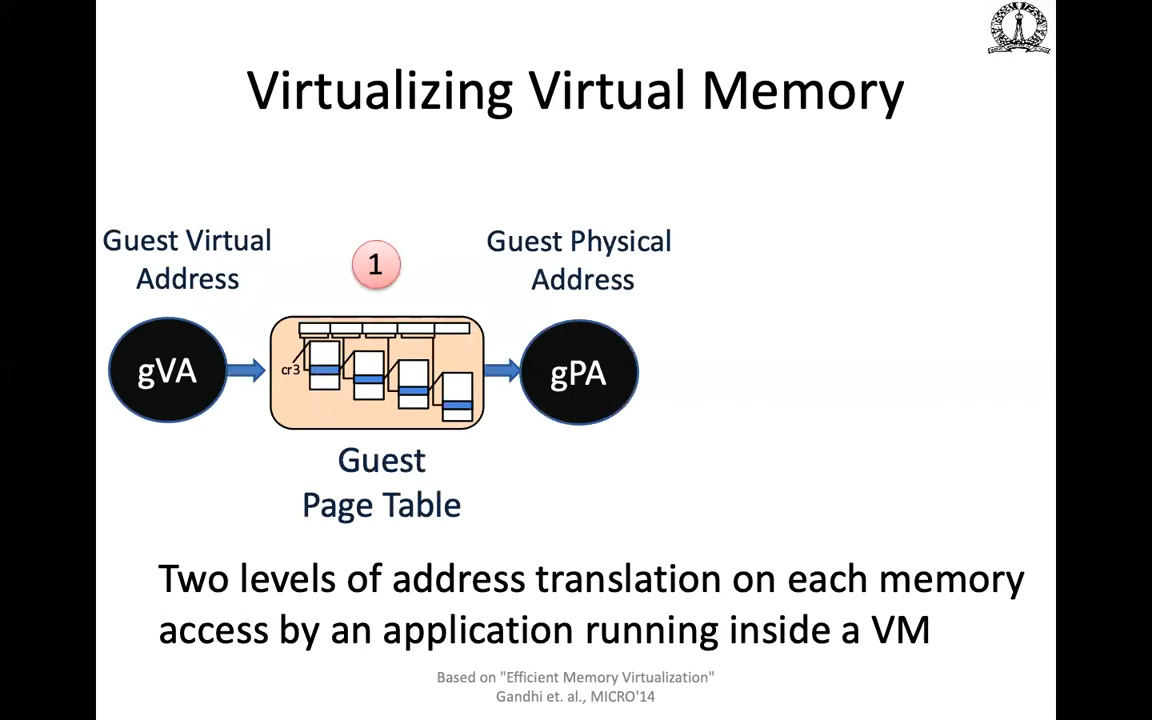 Virtualizing Virtual Memory
Guest Virtual
Address
1
Guest Physical
Address
gVA
cr3
gPA
Guest
Page Table
Two levels of address translation on each memory
access by an application running inside a VM
Based on "Efficient Memory Virtualization"
Gandhi et. al., MICRO'14